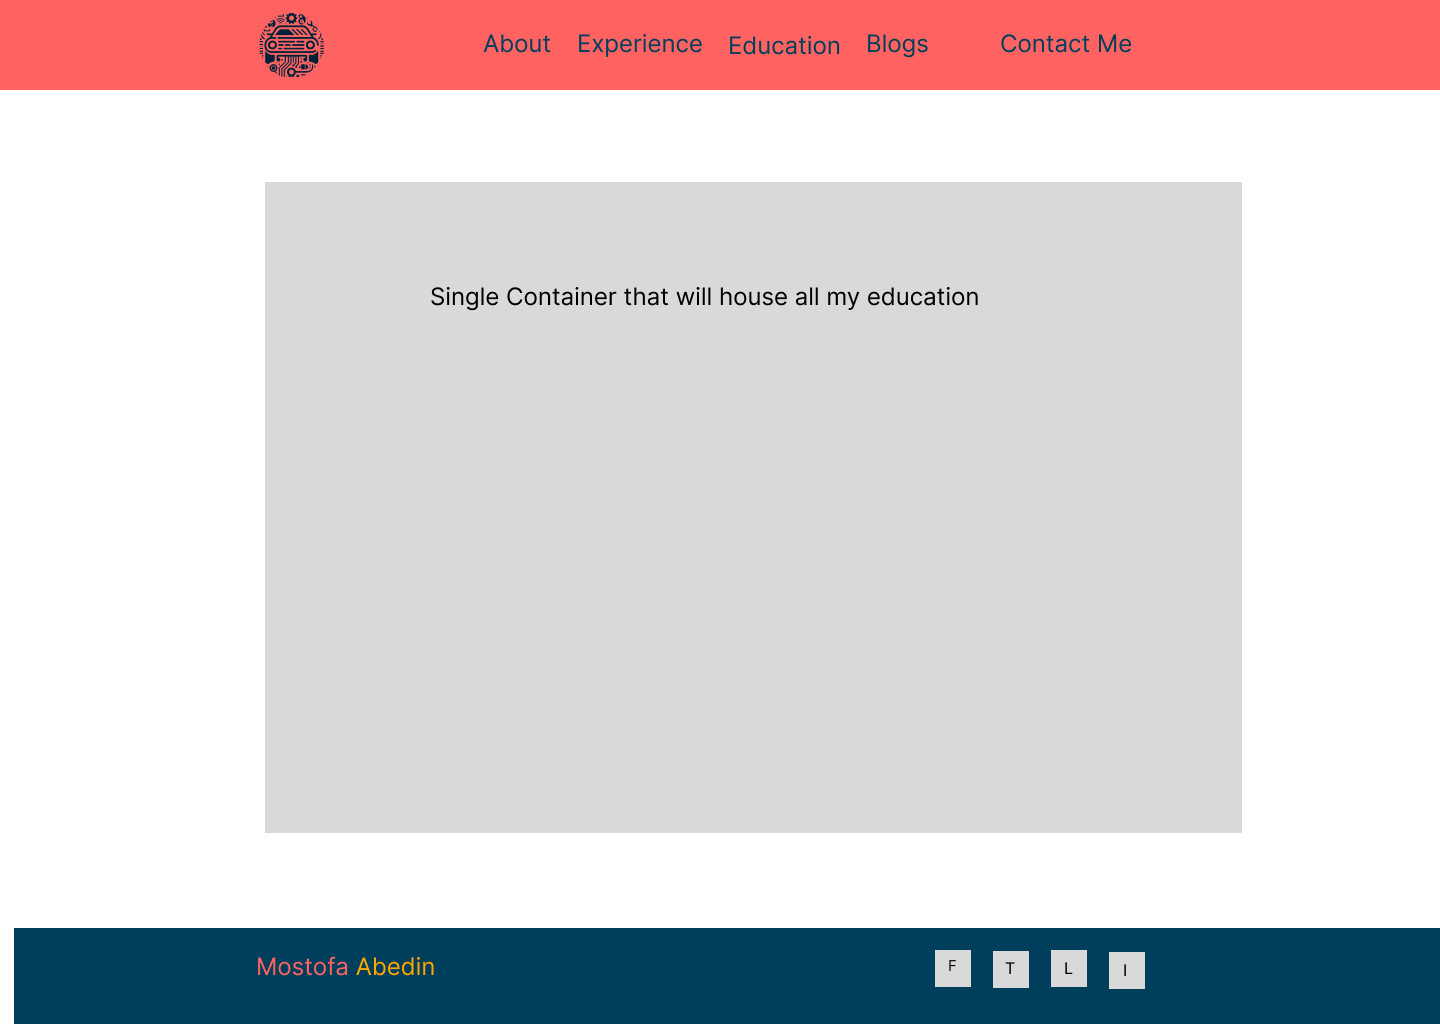 About Experience Education Blogs Contact Me
Single Container that will house all my education
Mostofa Abedin F T L I